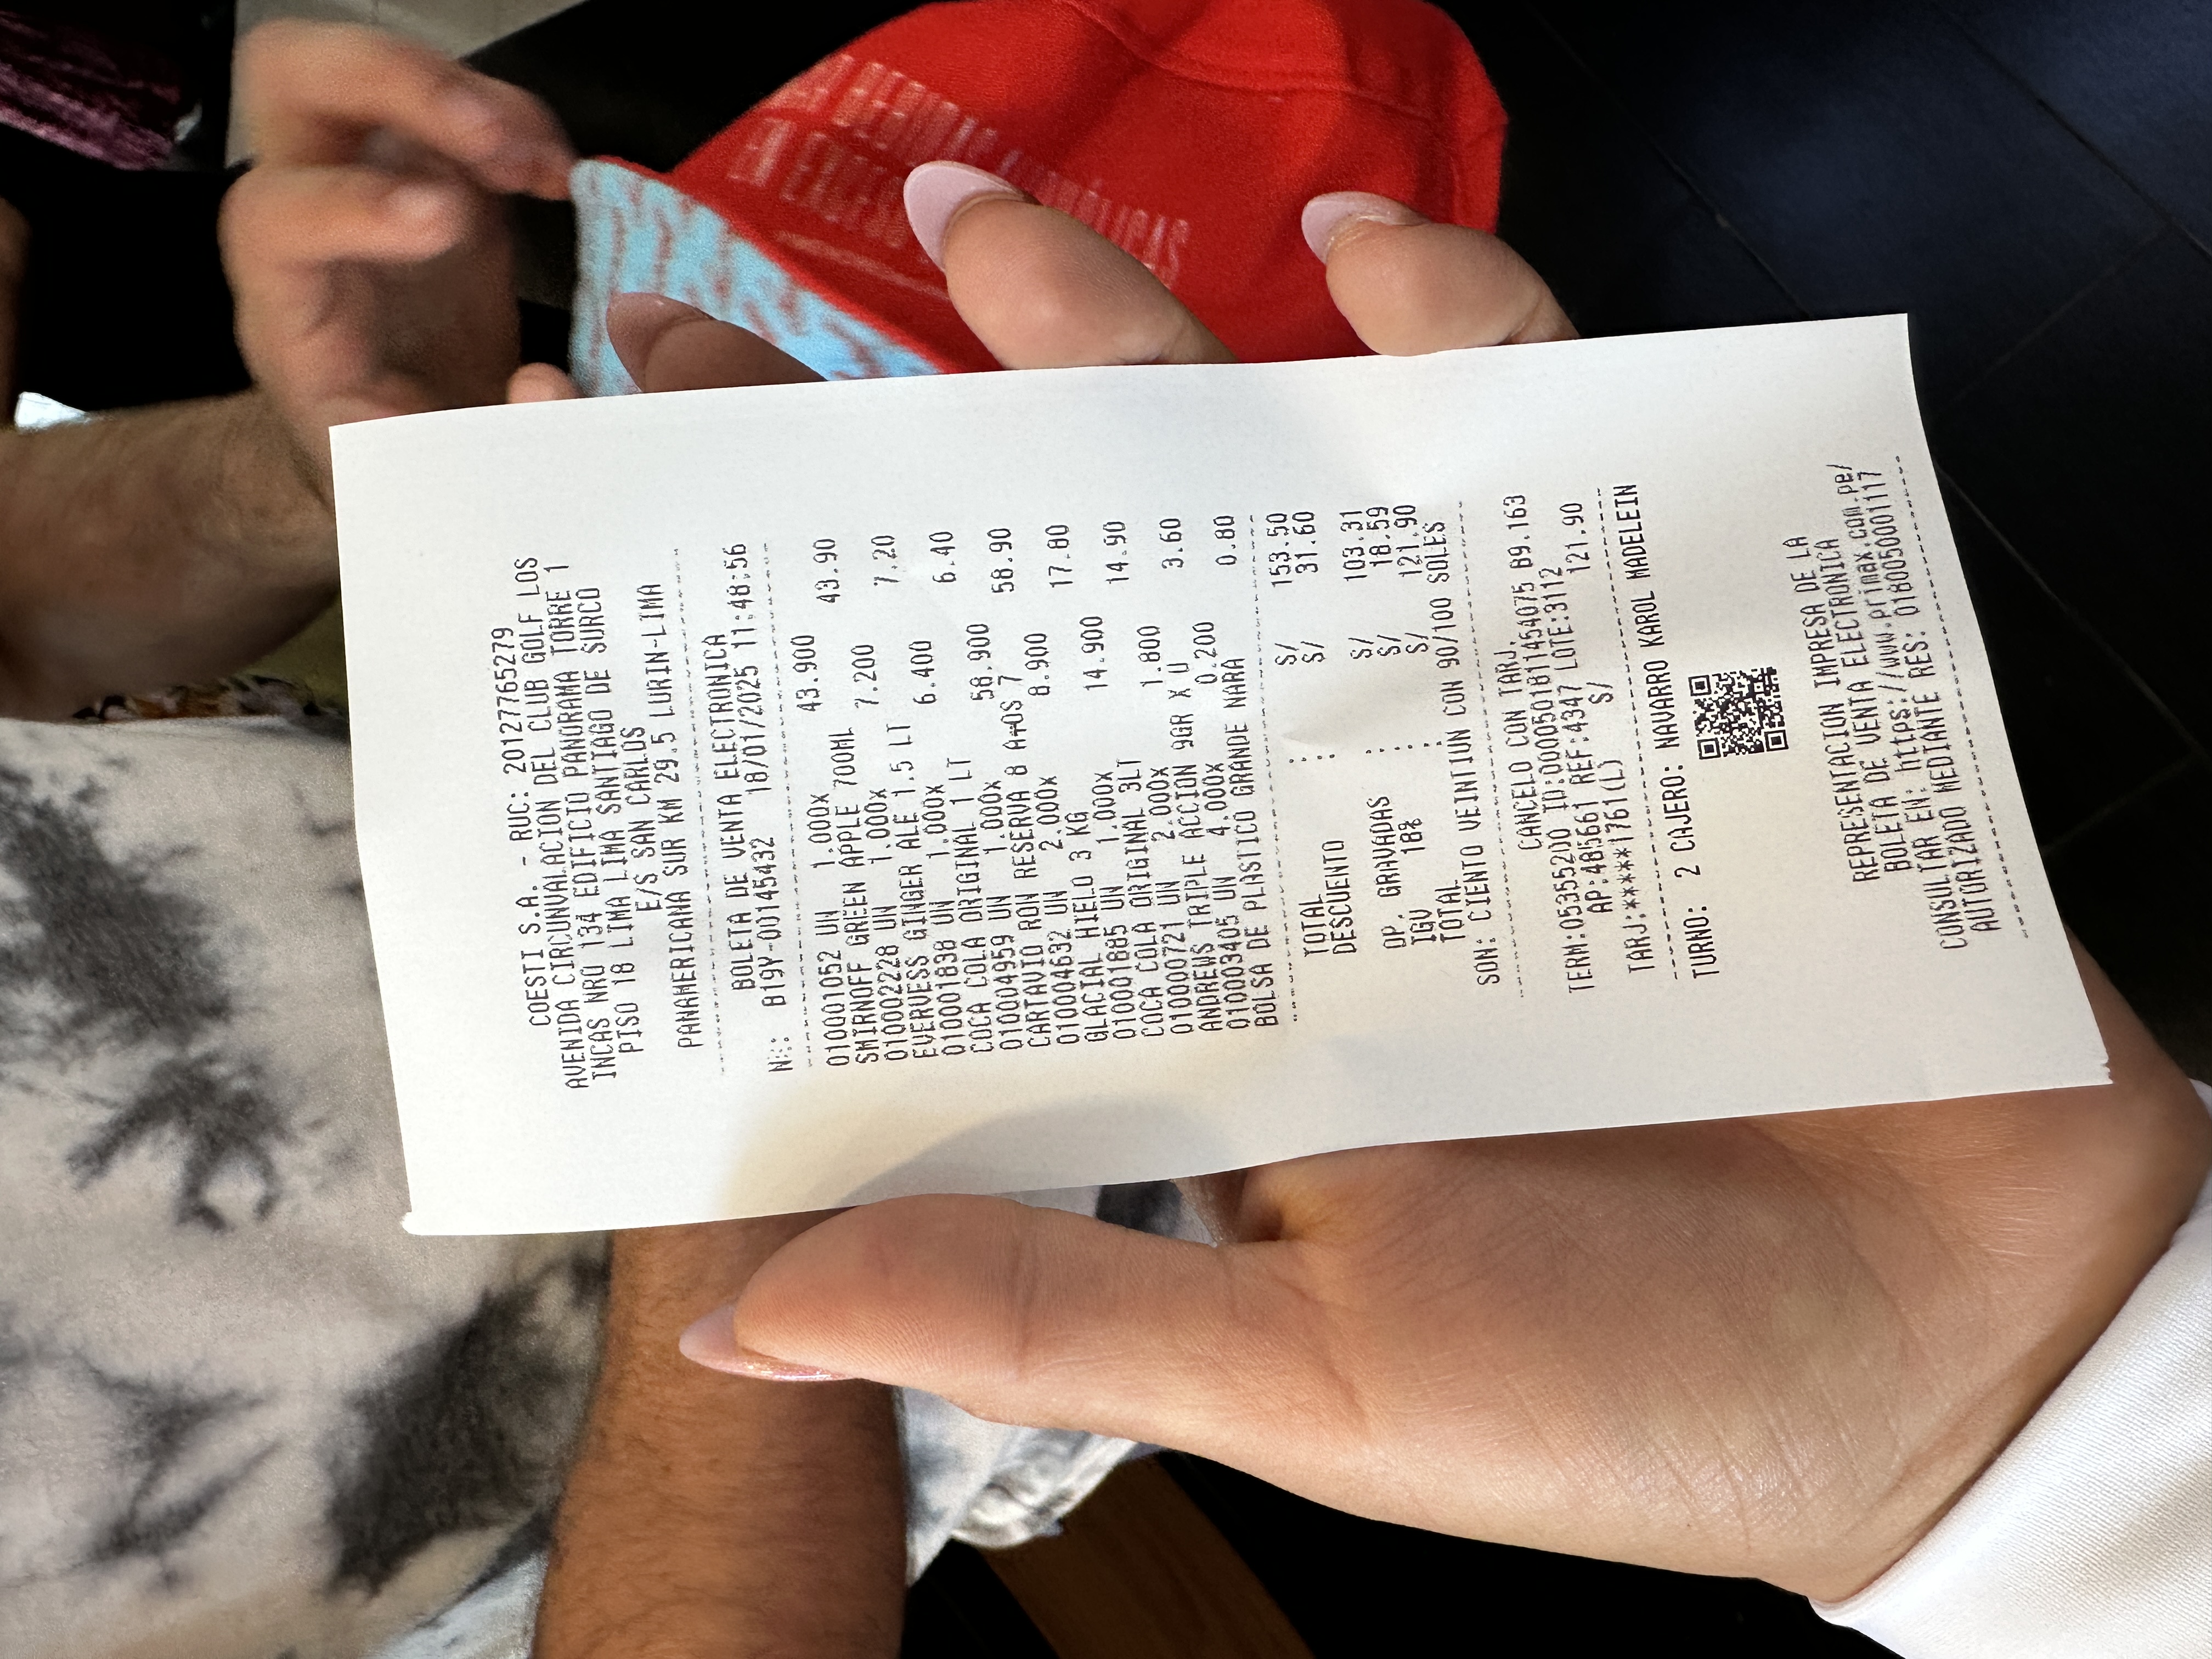 COESTI S.A. - RUC: 20127765279
AVENIDA CIRCUNVALACION DEL CLUB GOLF LOS
INCAS NRO 134 EDIFICIO PANORAMA TORRE 1
PISO 18 LIMA LIMA SANTIAGO DE SURCO
E/S SAN CARLOS
PANAMERICANA SUR KM 29.5 LURIN-LIMA
BOLETA DE VENTA ELECTRONICA
B19Y-00145432 18/01/2025 11:48:56
010001052 UN 1.000x 43.900
SMIRNOFF GREEN APPLE 700ML 43.90
010002228 UN 1.000x 7.200
EVERVESS GINGER ALE 1.5 LT 7.20
010001838 UN 1.000x 6.400
COCA COLA ORIGINAL 1 LT 6.40
010004959 UN 1.000x 58.900
CARTAVIO RON RESERVA 8 A¬OS 7 58.90
010004632 UN 2.000x 8.900
GLACIAL HIELO 3 KG 17.80
010001885 UN 1.000x 14.900
COCA COLA ORIGINAL 3LT 14.90
010000721 UN 2.000x 1.800
ANDREWS TRIPLE ACCION 9GR X U 3.60
010003405 UN 4.000x 0.200
BOLSA DE PLASTICO GRANDE NARA 0.80
TOTAL : S/ 153.50
DESCUENTO : S/ 31.60
OP. GRAVADAS : S/ 103.31
IGV 18% : S/ 18.59
TOTAL : S/ 121.90
SON: CIENTO VEINTIUN CON 90/100 SOLES
CANCELO CON TARJ.
TERM:05355200 ID:0000501811454075 B9.163
AP:485661 REF:4347 LOTE:3112
TARJ:*****1761(L) S/ 121.90
TURNO: 2 CAJERO: NAVARRO KAROL MADELEIN
REPRESENTACION IMPRESA DE LA
BOLETA DE VENTA ELECTRONICA
CONSULTAR EN: https://www.primax.com.pe/
AUTORIZADO MEDIANTE RES: 0180050001117